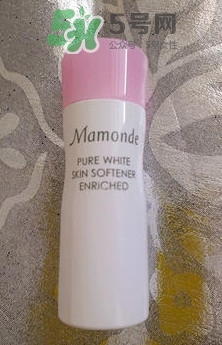 5号网
Mamonde
PURE WHITE
SKIN SOFTENER
ENRICHED